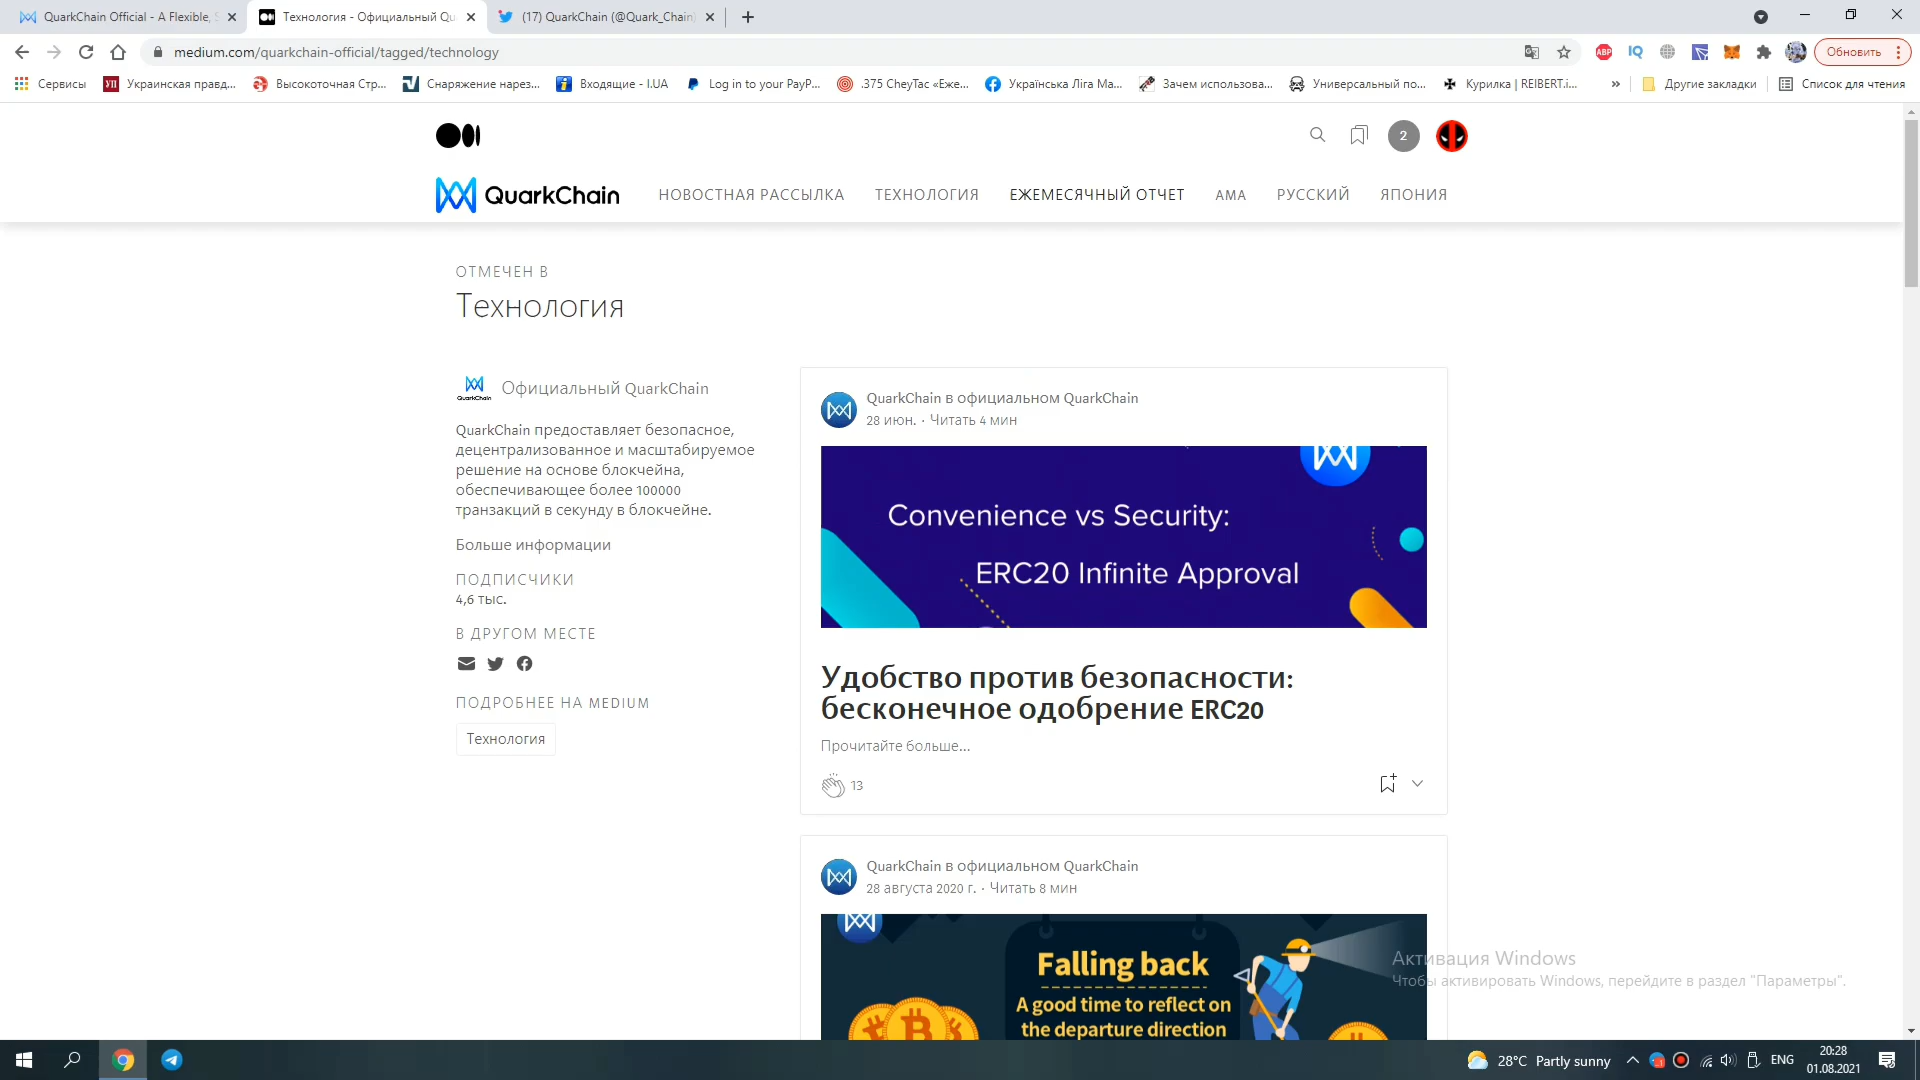 QuarkChain Official - A Flexible, S
Технология - Официальный Qu
(17) QuarkChain (@Quark_Chain)
medium.com/quarkchain-official/tagged/technology
ABP
IQ
Обновить
Сервисы
УП
Украинская правд...
Высокоточная Стр...
Снаряжение нарез...
Входящие - I.UA
Log in to your PayP...
.375 CheyTac «Еже...
Українська Ліга Ма...
Зачем использова...
Универсальный по...
Курилка | REIBERT.i...
»
Другие закладки
Список для чтения
2
QuarkChain
НОВОСТНАЯ РАССЫЛКА
ТЕХНОЛОГИЯ
ЕЖЕМЕСЯЧНЫЙ ОТЧЕТ
AMA
РУССКИЙ
ЯПОНИЯ
ОТМЕЧЕН В
Технология
QuarkChain
Официальный QuarkChain
QuarkChain предоставляет безопасное,
децентрализованное и масштабируемое
решение на основе блокчейна,
обеспечивающее более 100000
транзакций в секунду в блокчейне.
Больше информации
ПОДПИСЧИКИ
4,6 тыс.
В ДРУГОМ МЕСТЕ
ПОДРОБНЕЕ НА MEDIUM
Технология
QuarkChain в официальном QuarkChain
28 июн. · Читать 4 мин
Convenience vs Security:
ERC20 Infinite Approval
Удобство против безопасности:
бесконечное одобрение ERC20
Прочитайте больше...
13
QuarkChain в официальном QuarkChain
28 августа 2020 г. · Читать 8 мин
Falling back
A good time to reflect on
the departure direction
Активация Windows
Чтобы активировать Windows, перейдите в раздел "Параметры".
28°C Partly sunny
ENG
20:28
01.08.2021